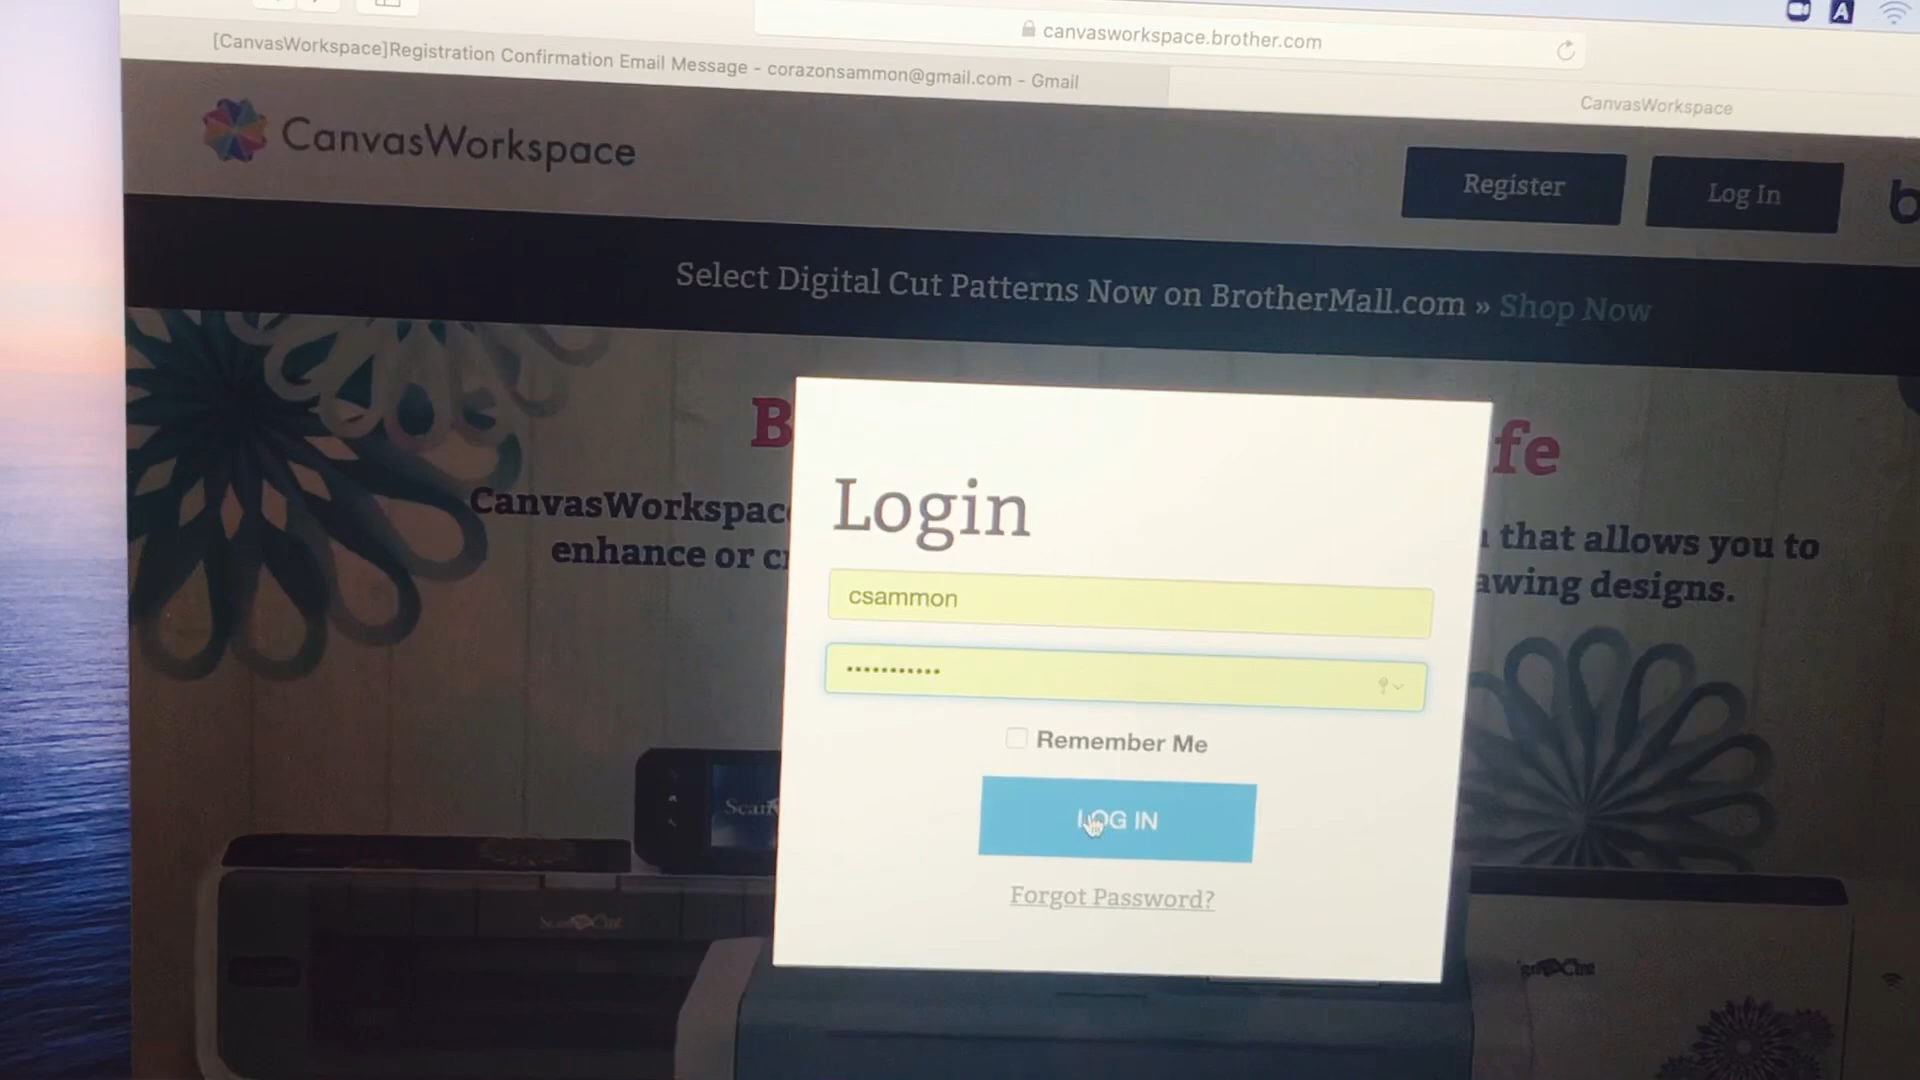 canvasworkspace.brother.com
[CanvasWorkspace]Registration Confirmation Email Message - corazonsammon@gmail.com - Gmail
CanvasWorkspace
CanvasWorkspace
Register
Log In
b
Select Digital Cut Patterns Now on BrotherMall.com » Shop Now
B
fe
CanvasWorkspac
that allows you to
enhance or
awing designs.
Login
csammon
•••••••••••
Remember Me
LOG IN
Forgot Password?